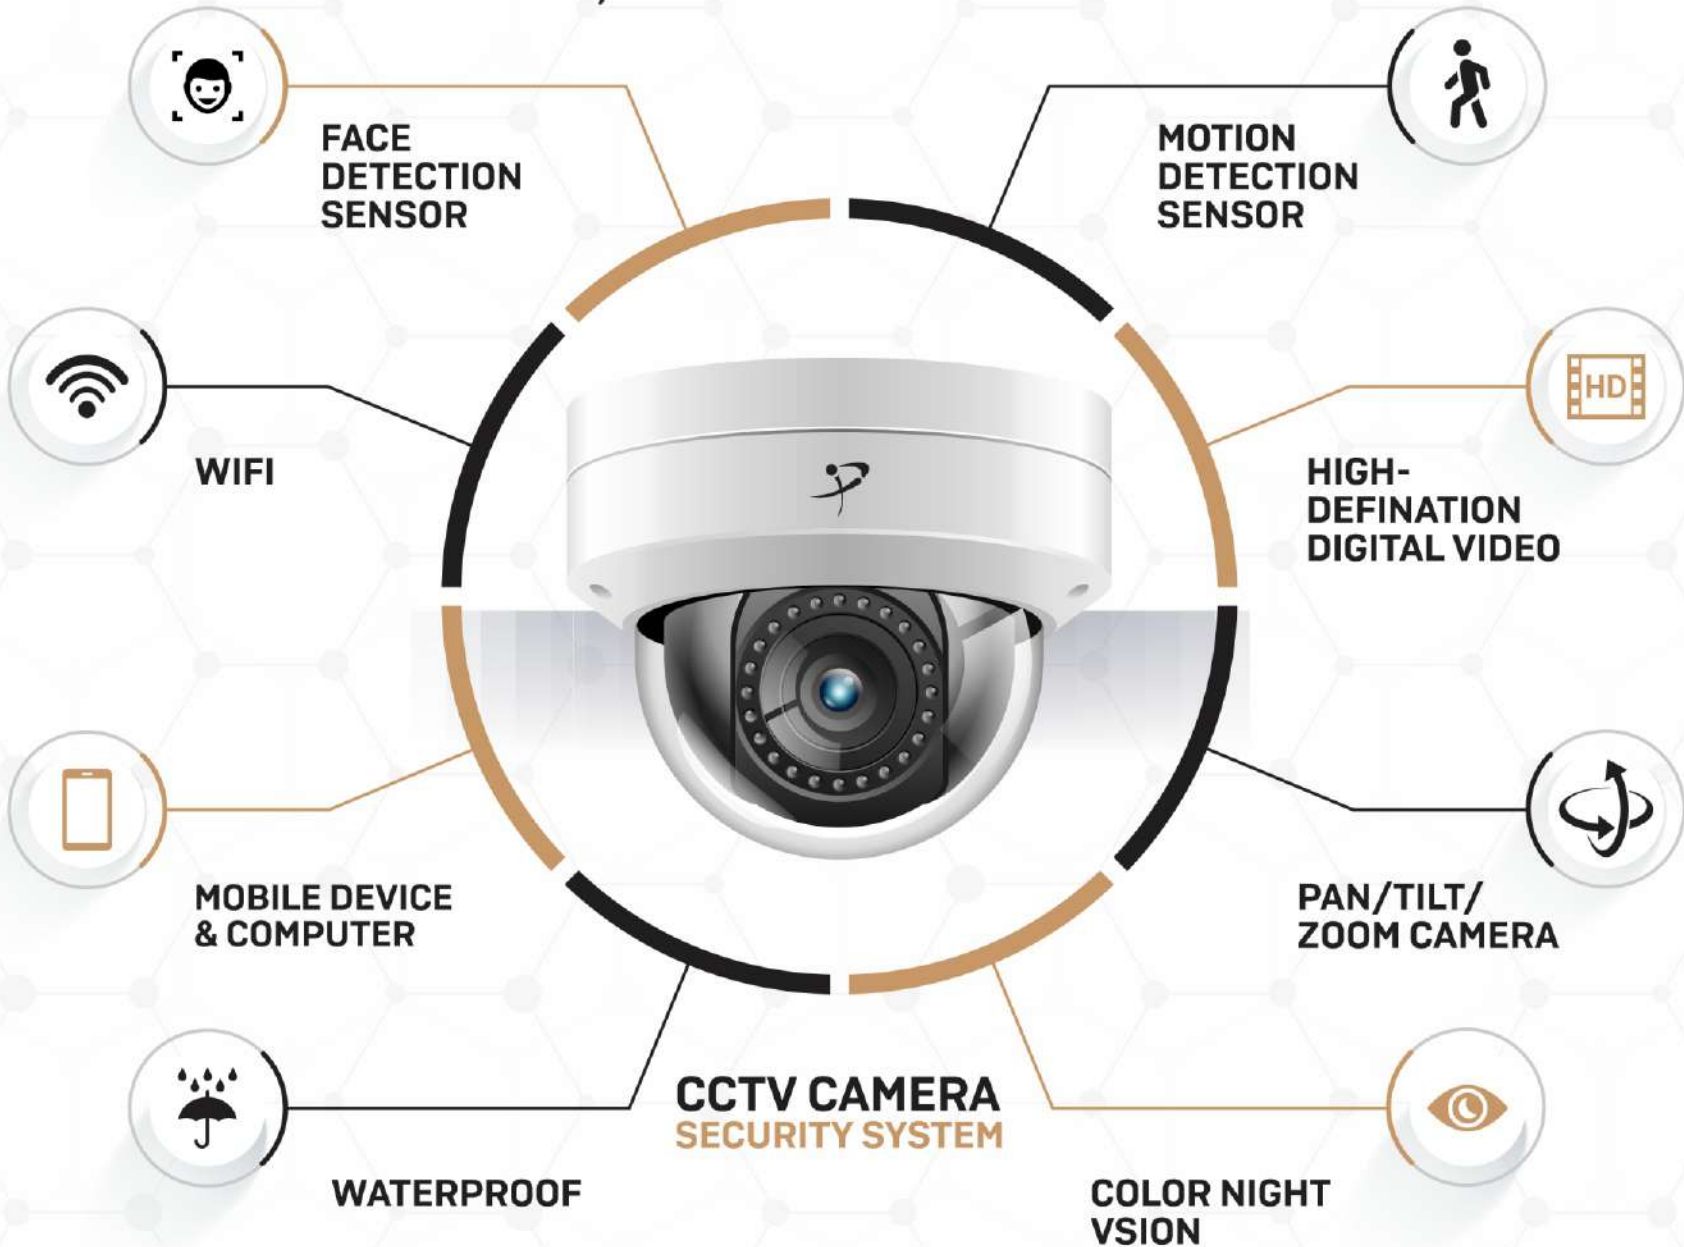 FACE
DETECTION
SENSOR
MOTION
DETECTION
SENSOR
WIFI
HD
HIGH-
DEFINATION
DIGITAL VIDEO
MOBILE DEVICE
& COMPUTER
PAN/TILT/
ZOOM CAMERA
CCTV CAMERA
SECURITY SYSTEM
WATERPROOF
COLOR NIGHT
VSION